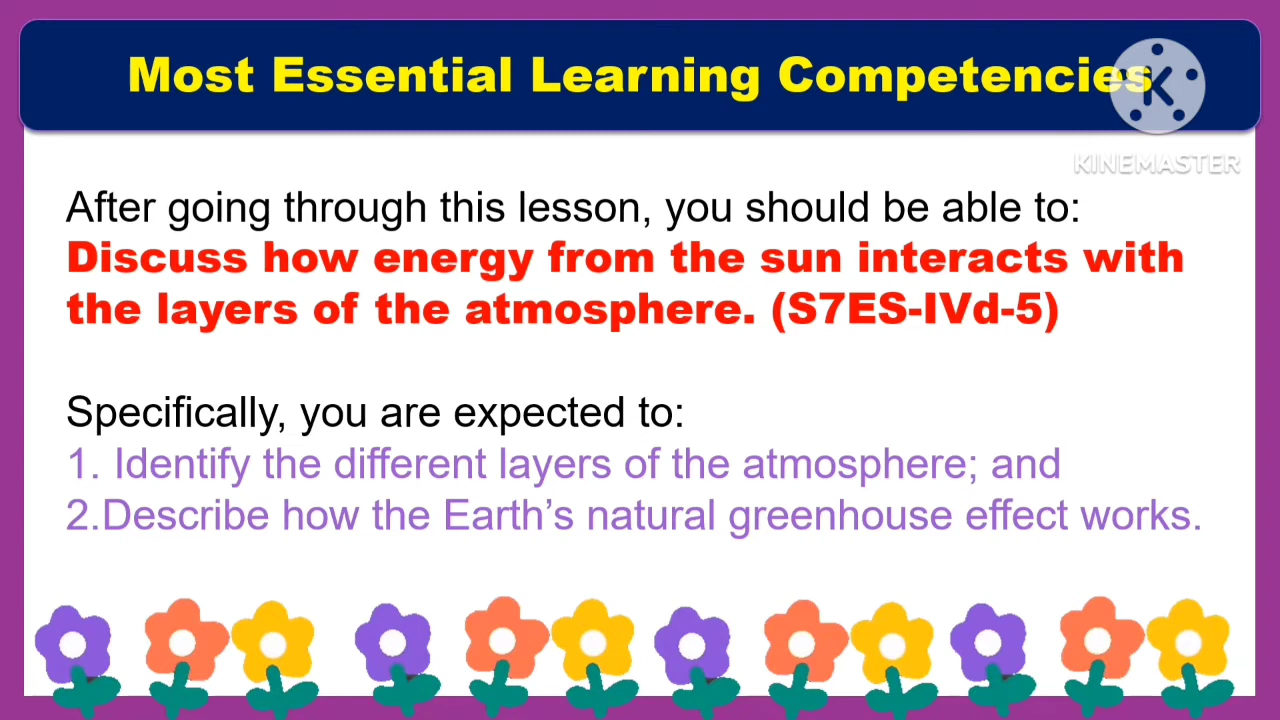 Most Essential Learning Competencies
K
KINEMASTER
After going through this lesson, you should be able to:
Discuss how energy from the sun interacts with
the layers of the atmosphere. (S7ES-IVd-5)
Specifically, you are expected to:
1. Identify the different layers of the atmosphere; and
2.Describe how the Earth’s natural greenhouse effect works.